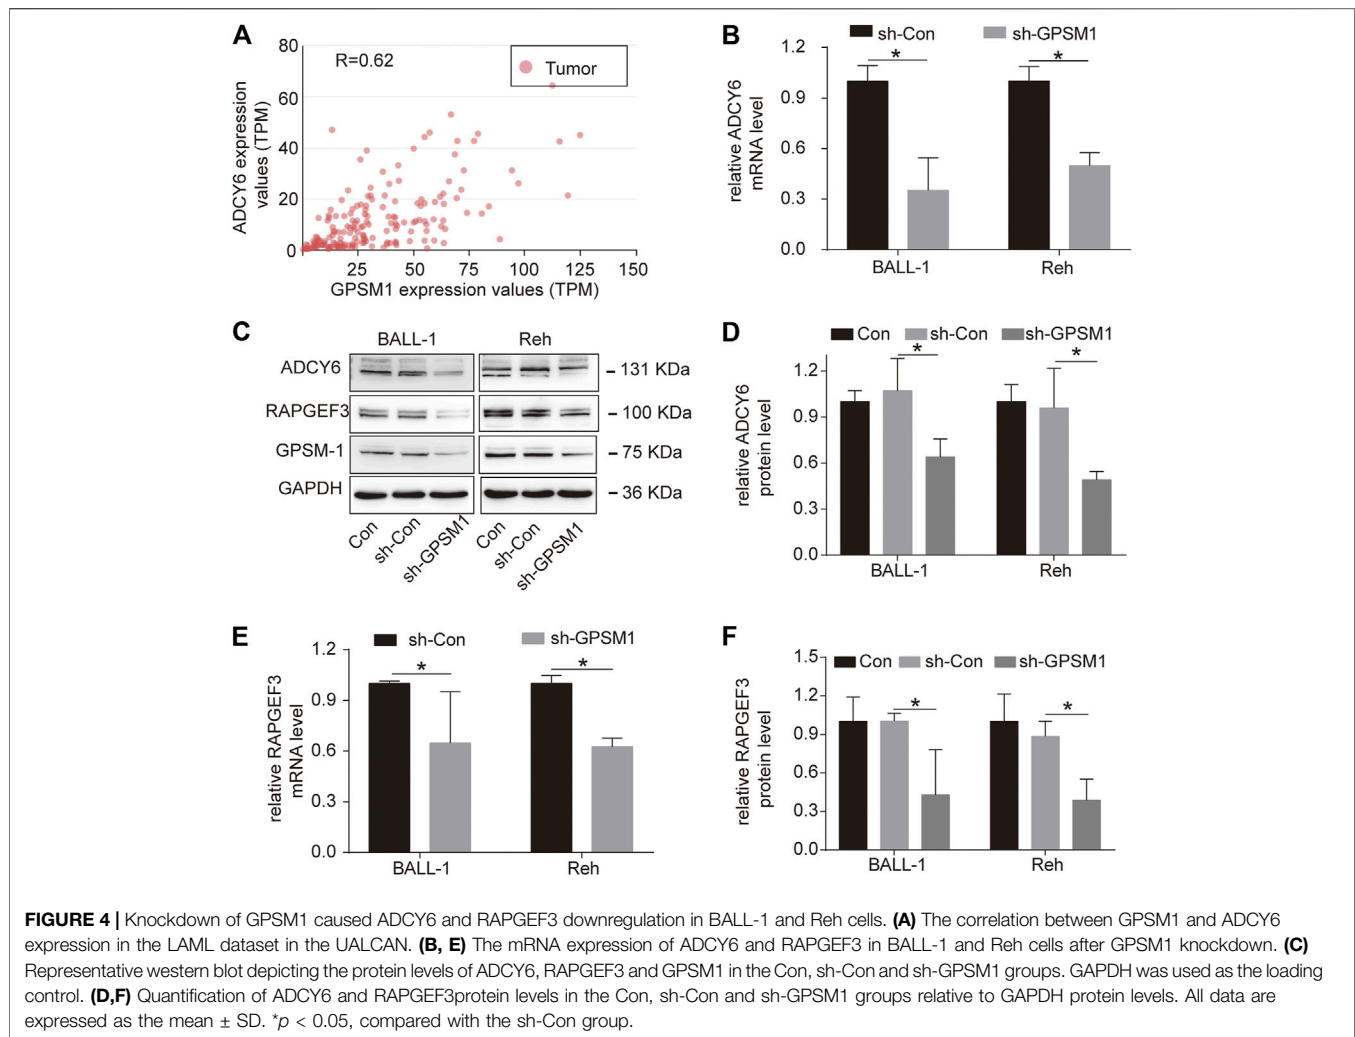 A
80
60
40
20
0
ADCY6 expression
values (TPM)
R=0.62
Tumor
25 50 75 100 125 150
GPSM1 expression values (TPM)
B
sh-Con sh-GPSM1
1.2
0.9
0.6
0.3
0.0
relative ADCY6
mRNA level
* *
BALL-1 Reh
C
BALL-1 Reh
ADCY6 – 131 KDa
RAPGEF3 – 100 KDa
GPSM-1 – 75 KDa
GAPDH – 36 KDa
Con sh-Con sh-GPSM1 Con sh-Con sh-GPSM1
D
Con sh-Con sh-GPSM1
1.2
0.9
0.6
0.3
0.0
relative ADCY6
protein level
* *
BALL-1 Reh
E
sh-Con sh-GPSM1
1.2
0.9
0.6
0.3
0.0
relative RAPGEF3
mRNA level
* *
BALL-1 Reh
F
Con sh-Con sh-GPSM1
1.5
1.2
0.9
0.6
0.3
0.0
relative RAPGEF3
protein level
* *
BALL-1 Reh
FIGURE 4 | Knockdown of GPSM1 caused ADCY6 and RAPGEF3 downregulation in BALL-1 and Reh cells. (A) The correlation between GPSM1 and ADCY6
expression in the LAML dataset in the UALCAN. (B, E) The mRNA expression of ADCY6 and RAPGEF3 in BALL-1 and Reh cells after GPSM1 knockdown. (C)
Representative western blot depicting the protein levels of ADCY6, RAPGEF3 and GPSM1 in the Con, sh-Con and sh-GPSM1 groups. GAPDH was used as the loading
control. (D,F) Quantification of ADCY6 and RAPGEF3protein levels in the Con, sh-Con and sh-GPSM1 groups relative to GAPDH protein levels. All data are
expressed as the mean ± SD. *p < 0.05, compared with the sh-Con group.